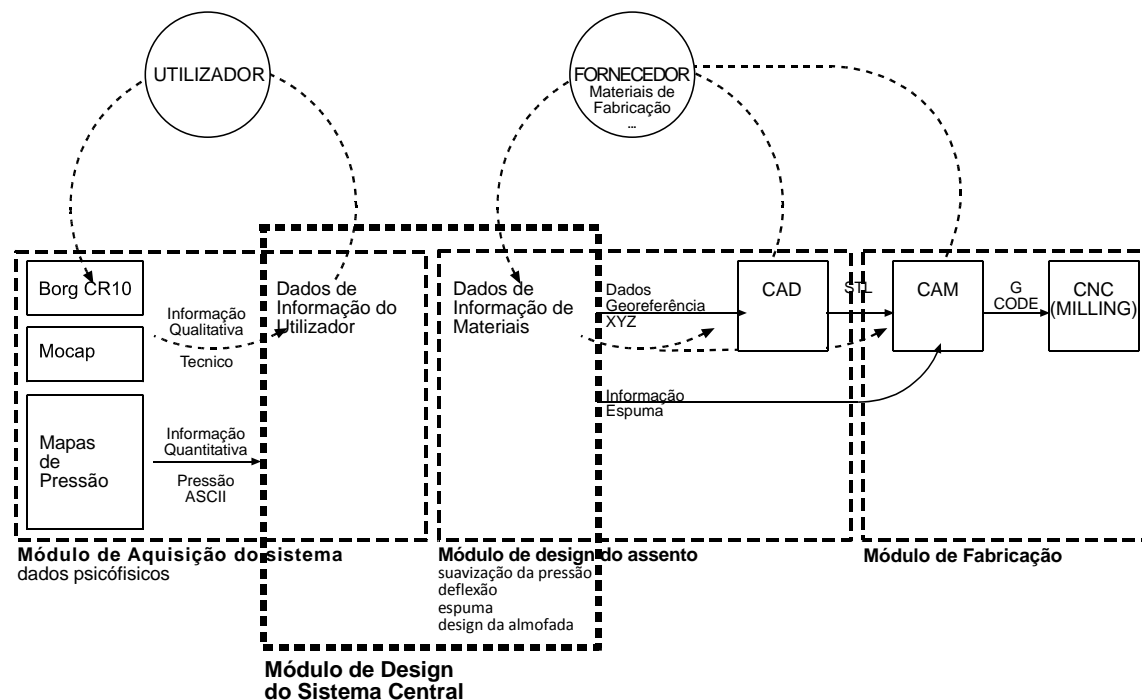 UTILIZADOR
FORNECEDOR
Materiais de
Fabricação
...
Borg CR10
Mocap
Mapas
de
Pressão
Informação
Qualitativa
Tecnico
Informação
Quantitativa
Pressão
ASCII
Dados de
Informação do
Utilizador
Dados de
Informação de
Materiais
Dados
Georeferência
XYZ
Informação
Espuma
CAD
STL
CAM
G
CODE
CNC
(MILLING)
Módulo de Aquisição do sistema
dados psicófisicos
Módulo de design do assento
suavização da pressão
deflexão
espuma
design da almofada
Módulo de Fabricação
Módulo de Design
do Sistema Central